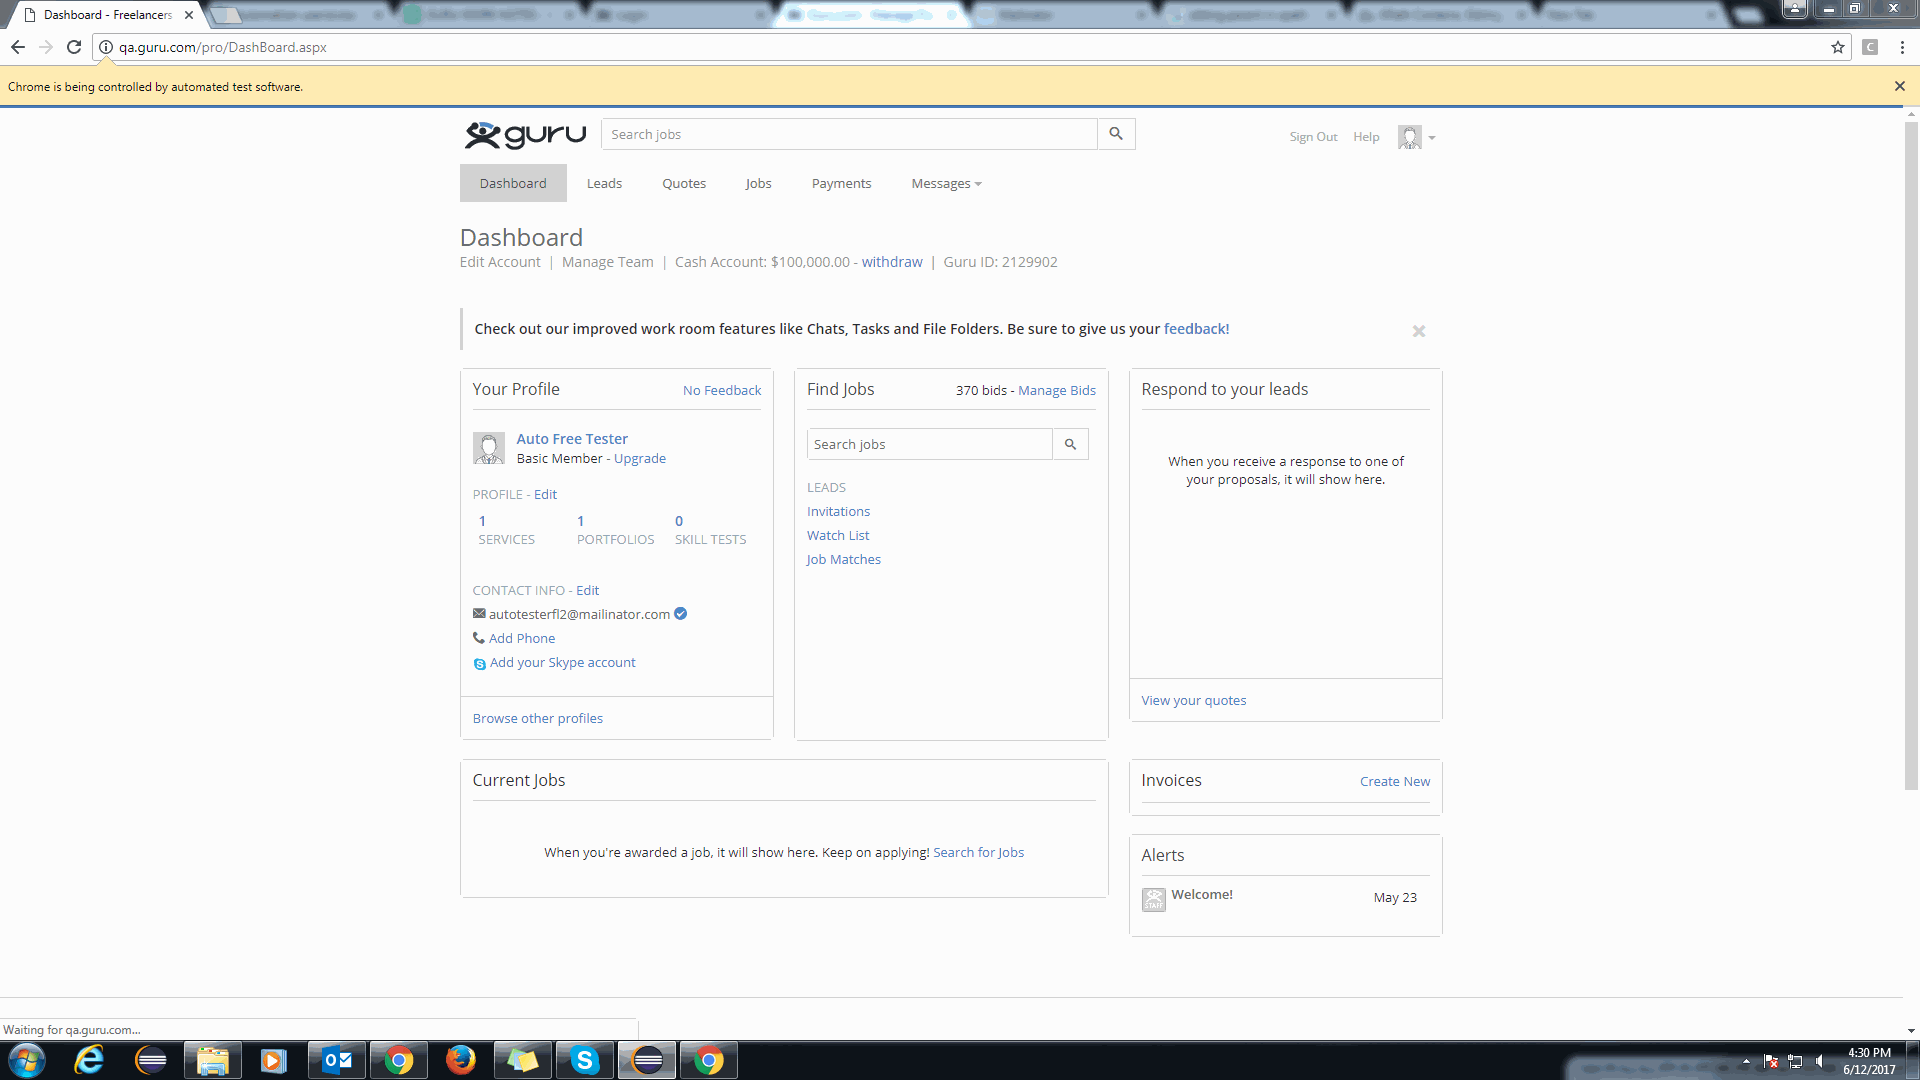 Dashboard - Freelancers
qa.guru.com/pro/DashBoard.aspx
C
Chrome is being controlled by automated test software.
guru
Search jobs
Sign Out Help
Dashboard Leads Quotes Jobs Payments Messages
Dashboard
Edit Account | Manage Team | Cash Account: $100,000.00 - withdraw | Guru ID: 2129902
Check out our improved work room features like Chats, Tasks and File Folders. Be sure to give us your feedback!
Your Profile No Feedback
Auto Free Tester
Basic Member - Upgrade
PROFILE - Edit
1 1 0
SERVICES PORTFOLIOS SKILL TESTS
CONTACT INFO - Edit
autotesterfl2@mailinator.com
Add Phone
Add your Skype account
Browse other profiles
Find Jobs 370 bids - Manage Bids
Search jobs
LEADS
Invitations
Watch List
Job Matches
Respond to your leads
When you receive a response to one of
your proposals, it will show here.
View your quotes
Current Jobs
When you're awarded a job, it will show here. Keep on applying! Search for Jobs
Invoices Create New
Alerts
STAFF
Welcome! May 23
Waiting for qa.guru.com...
4:30 PM
6/12/2017